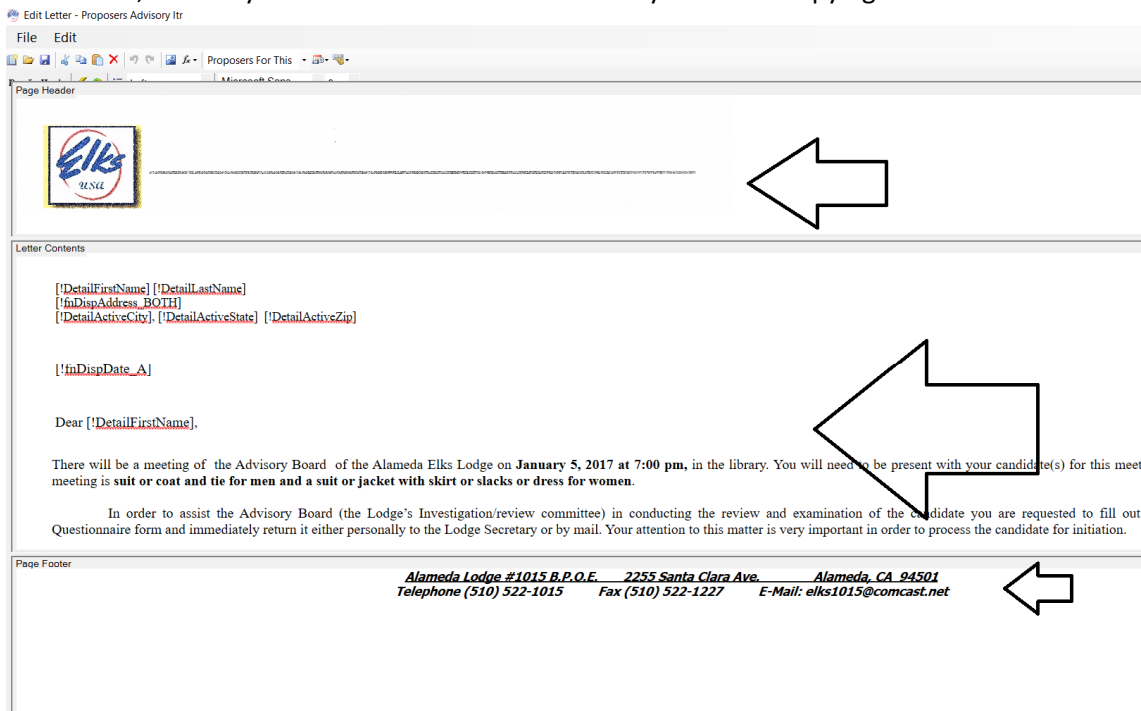 Edit Letter - Proposers Advisory ltr
File Edit
Proposers For This
Page Header
Elks
usa
Letter Contents
[!DetailFirstName] [!DetailLastName]
[!fnDispAddress_BOTH]
[!DetailActiveCity], [!DetailActiveState] [!DetailActiveZip]
[!fnDispDate_A]
Dear [!DetailFirstName],
There will be a meeting of the Advisory Board of the Alameda Elks Lodge on January 5, 2017 at 7:00 pm, in the library. You will need to be present with your candidate(s) for this meet
meeting is suit or coat and tie for men and a suit or jacket with skirt or slacks or dress for women.
In order to assist the Advisory Board (the Lodge’s Investigation/review committee) in conducting the review and examination of the candidate you are requested to fill out
Questionnaire form and immediately return it either personally to the Lodge Secretary or by mail. Your attention to this matter is very important in order to process the candidate for initiation.
Page Footer
Alameda Lodge #1015 B.P.O.E. 2255 Santa Clara Ave. Alameda, CA 94501
Telephone (510) 522-1015 Fax (510) 522-1227 E-Mail: elks1015@comcast.net